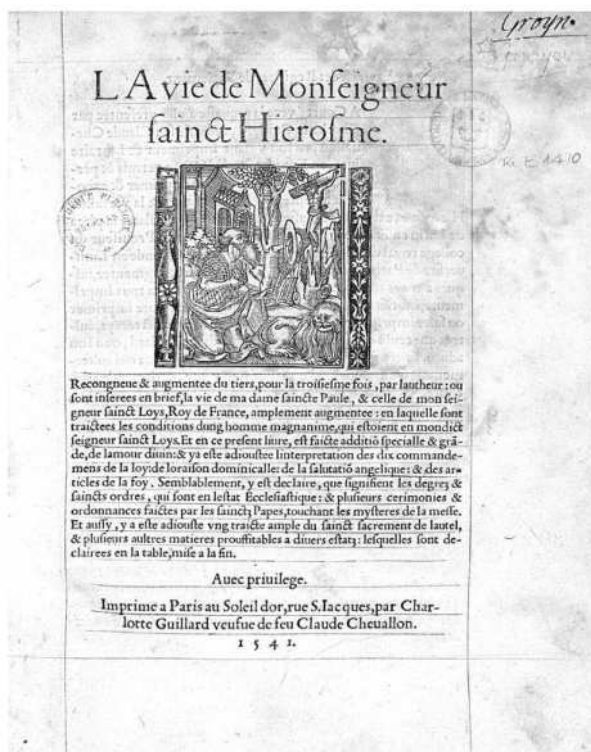 Groyn.
LA vie de Monseigneur
sainct Hierosme.
Recongneue & augmentee du tiers, pour la troisiesme fois, par lautheur: ou
sont inserees en brief, la vie de ma dame saincte Paule, & celle de mon sei-
gneur sainct Loys, Roy de France, amplement augmentee: en laquelle sont
traictees les conditions dung homme magnanime, qui estoient en mondict
seigneur sainct Loys. Et en ce present liure, est faicte additiõ specialle & grã-
de, de lamour diuin: & ya este adioustee linterpretation des dix commande-
mens de la loy: de loraison dominicalle: de la salutatiõ angelique: & des ar-
ticles de la foy. Semblablement, y est declaire, que signifient les degrez &
saincts ordres, qui sont en lestat Ecclesiastique: & plusieurs cerimonies &
ordonnances faictes par les sainctz Papes, touchant les mysteres de la messe.
Et aussy, y a este adiouste vng traicte ample du sainct sacrement de lautel,
& plusieurs aultres matieres prouffitables a diuers estatz: lesquelles sont de-
clairees en la table, mise a la fin.
Auec priuilege.
Imprime a Paris au Soleil dor, rue S. Iacques, par Char-
lotte Guillard veufue de feu Claude Cheuallon.
1541.